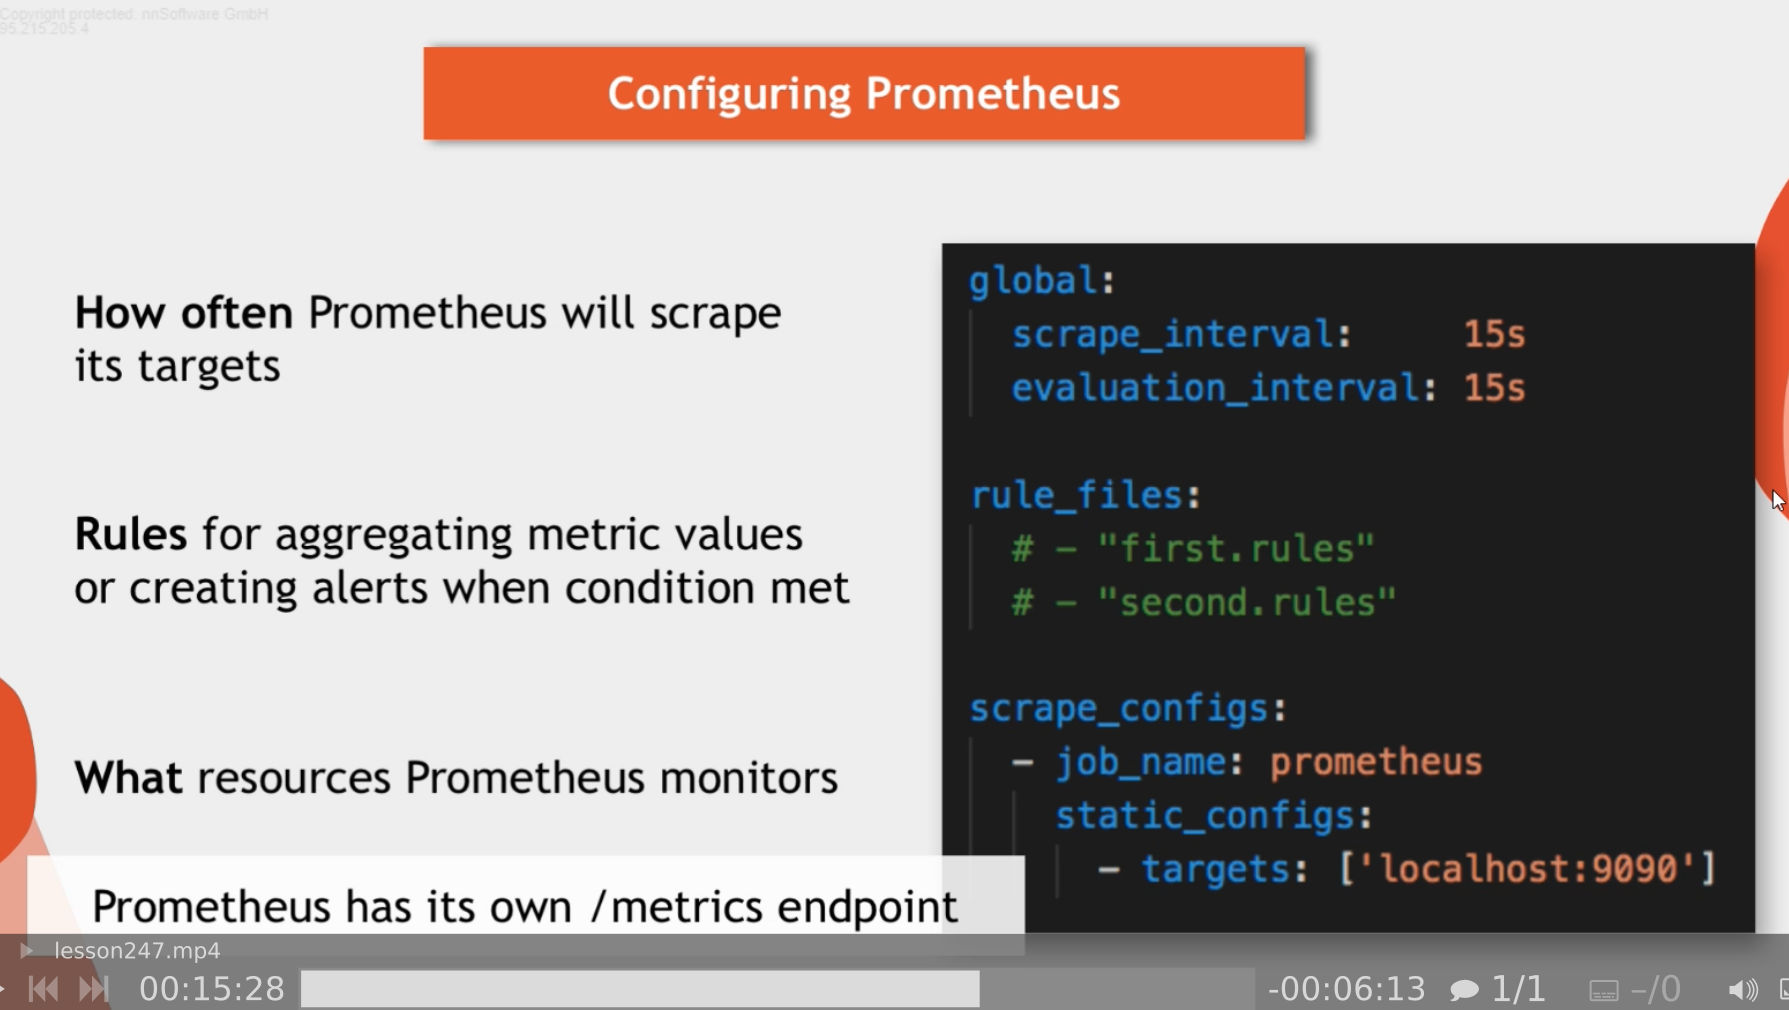 Copyright protected: nnSoftware GmbH
95.215.205.4
Configuring Prometheus
How often Prometheus will scrape
its targets
Rules for aggregating metric values
or creating alerts when condition met
What resources Prometheus monitors
Prometheus has its own /metrics endpoint
global:
  scrape_interval:     15s
  evaluation_interval: 15s
rule_files:
  # - "first.rules"
  # - "second.rules"
scrape_configs:
  - job_name: prometheus
    static_configs:
      - targets: ['localhost:9090']
lesson247.mp4
00:15:28
-00:06:13
1/1
–/0